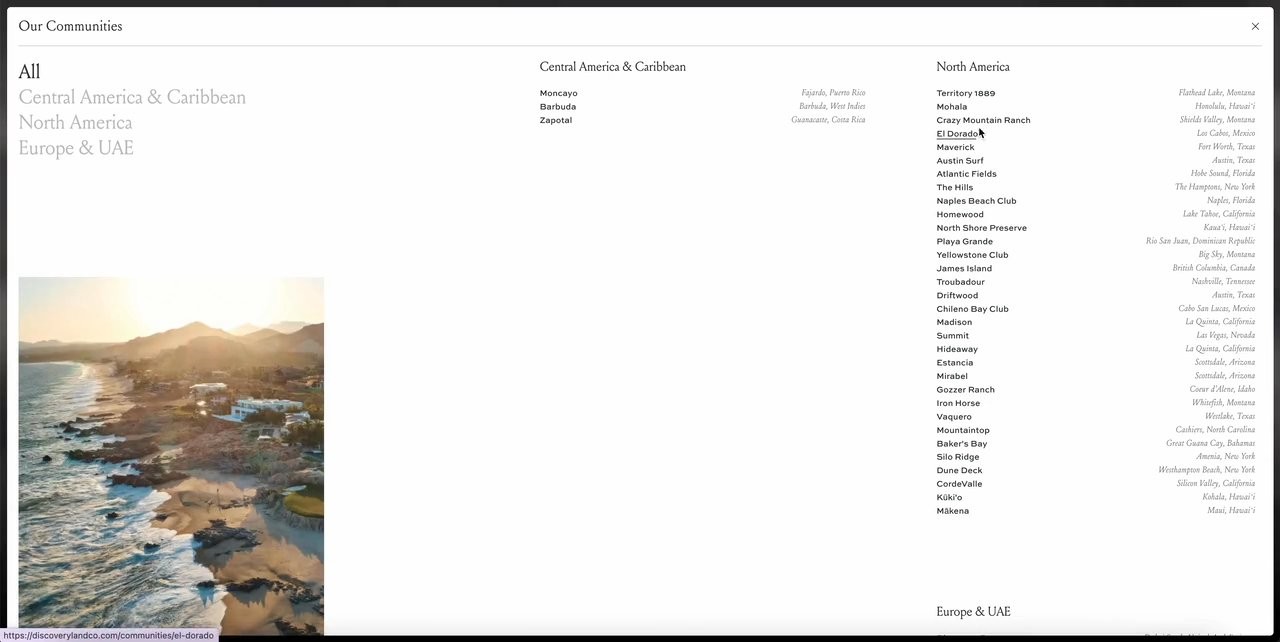 Our Communities
All
Central America & Caribbean
North America
Europe & UAE
Central America & Caribbean
Moncayo Fajardo, Puerto Rico
Barbuda Barbuda, West Indies
Zapotal Guanacaste, Costa Rica
North America
Territory 1889 Flathead Lake, Montana
Mohala Honolulu, Hawai‘i
Crazy Mountain Ranch Shields Valley, Montana
El Dorado Los Cabos, Mexico
Maverick Fort Worth, Texas
Austin Surf Austin, Texas
Atlantic Fields Hobe Sound, Florida
The Hills The Hamptons, New York
Naples Beach Club Naples, Florida
Homewood Lake Tahoe, California
North Shore Preserve Kaua‘i, Hawai‘i
Playa Grande Río San Juan, Dominican Republic
Yellowstone Club Big Sky, Montana
James Island British Columbia, Canada
Troubadour Nashville, Tennessee
Driftwood Austin, Texas
Chileno Bay Club Cabo San Lucas, Mexico
Madison La Quinta, California
Summit Las Vegas, Nevada
Hideaway La Quinta, California
Estancia Scottsdale, Arizona
Mirabel Scottsdale, Arizona
Gozzer Ranch Coeur d'Alene, Idaho
Iron Horse Whitefish, Montana
Vaquero Westlake, Texas
Mountaintop Cashiers, North Carolina
Baker's Bay Great Guana Cay, Bahamas
Silo Ridge Amenia, New York
Dune Deck Westhampton Beach, New York
CordeValle Silicon Valley, California
Kūki'o Kohala, Hawai‘i
Mākena Maui, Hawai‘i
Europe & UAE
https://discoverylandco.com/communities/el-dorado